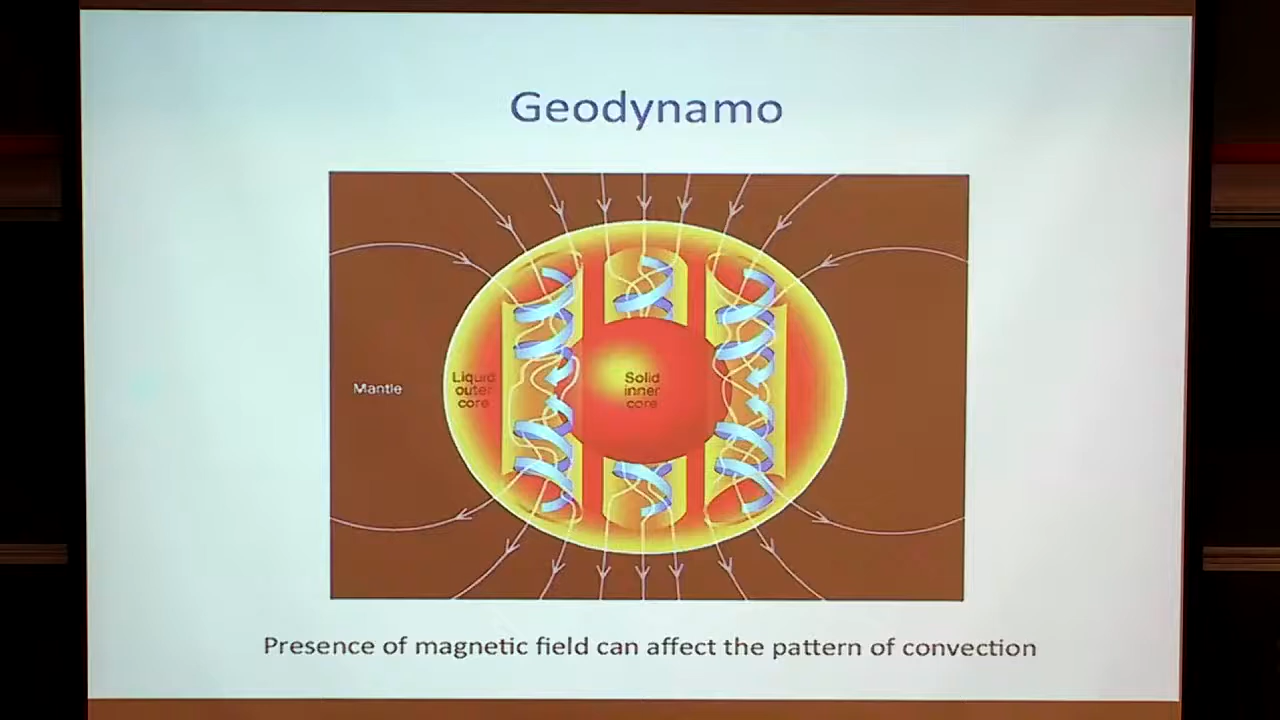 Geodynamo
Mantle
Liquid
outer
core
Solid
inner
core
Presence of magnetic field can affect the pattern of convection